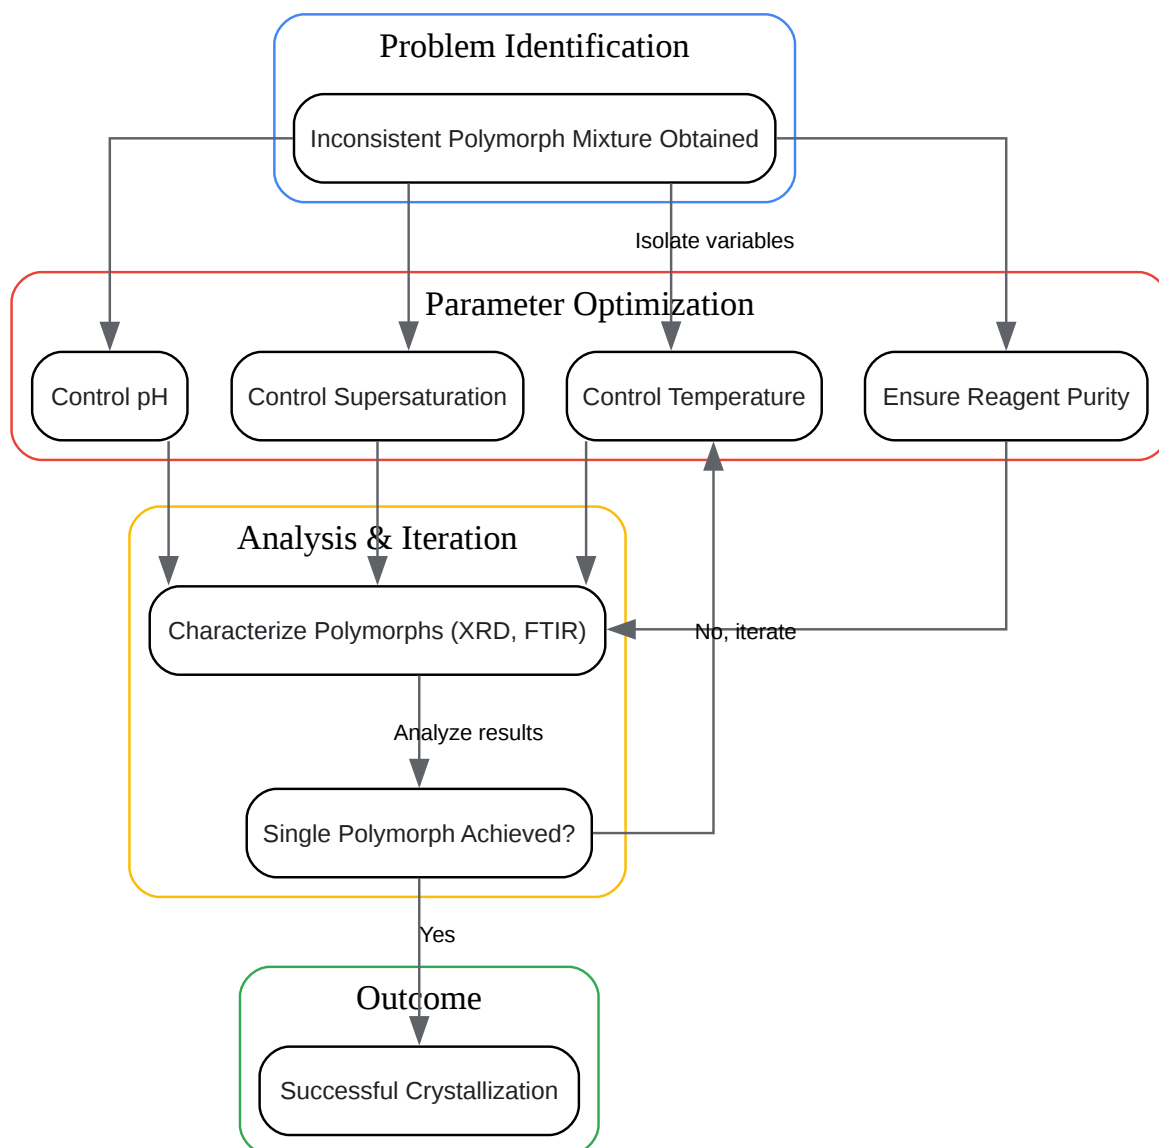 Problem Identification
Inconsistent Polymorph Mixture Obtained
Isolate variables
Parameter Optimization
Control pH
Control Supersaturation
Control Temperature
Ensure Reagent Purity
Analysis & Iteration
Characterize Polymorphs (XRD, FTIR)
No, iterate
Analyze results
Single Polymorph Achieved?
Yes
Outcome
Successful Crystallization